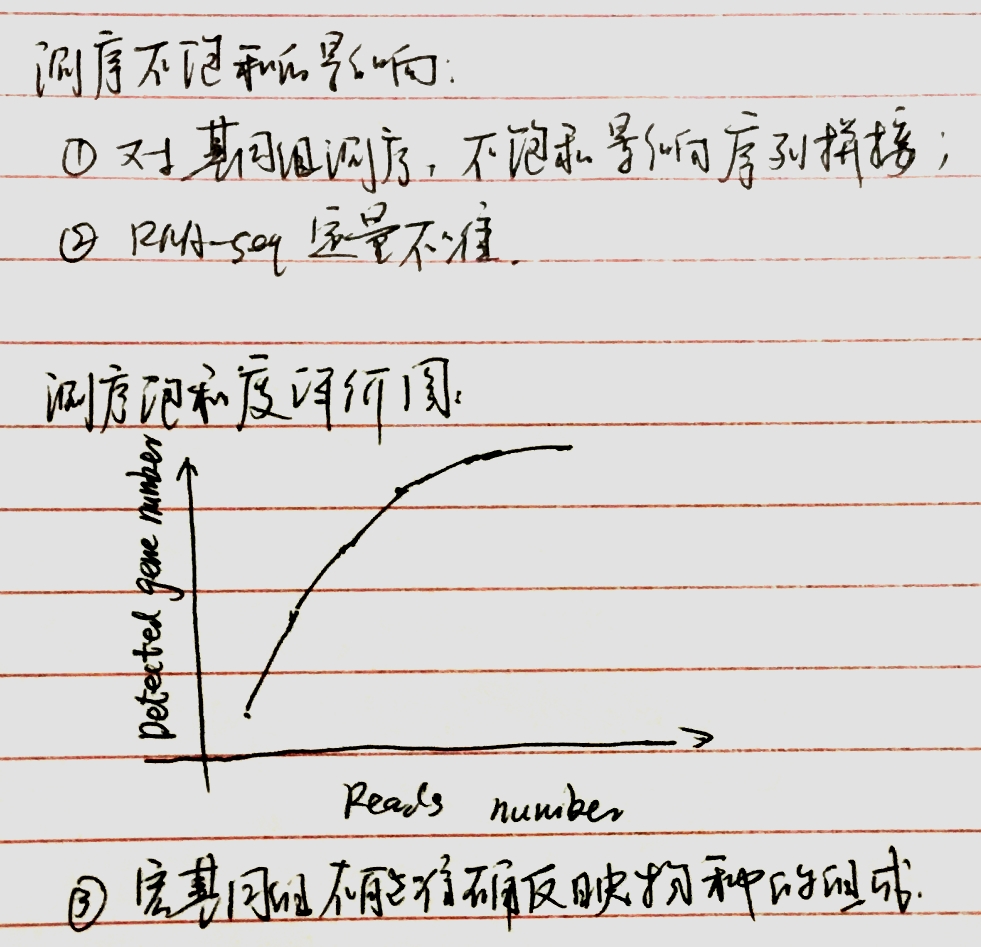 测序不饱和的影响:
① 对基因组测序，不饱和影响序列拼接；
② RNA-seq 定量不准.
测序饱和度评价图:
Detected gene number
Reads number
③ 宏基因组不能准确反映物种的组成.